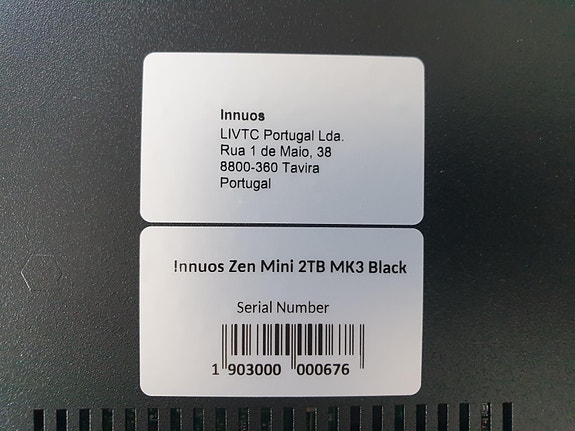 Innuos
LIVTC Portugal Lda.
Rua 1 de Maio, 38
8800-360 Tavira
Portugal
Innuos Zen Mini 2TB MK3 Black
Serial Number
1 903000 000676